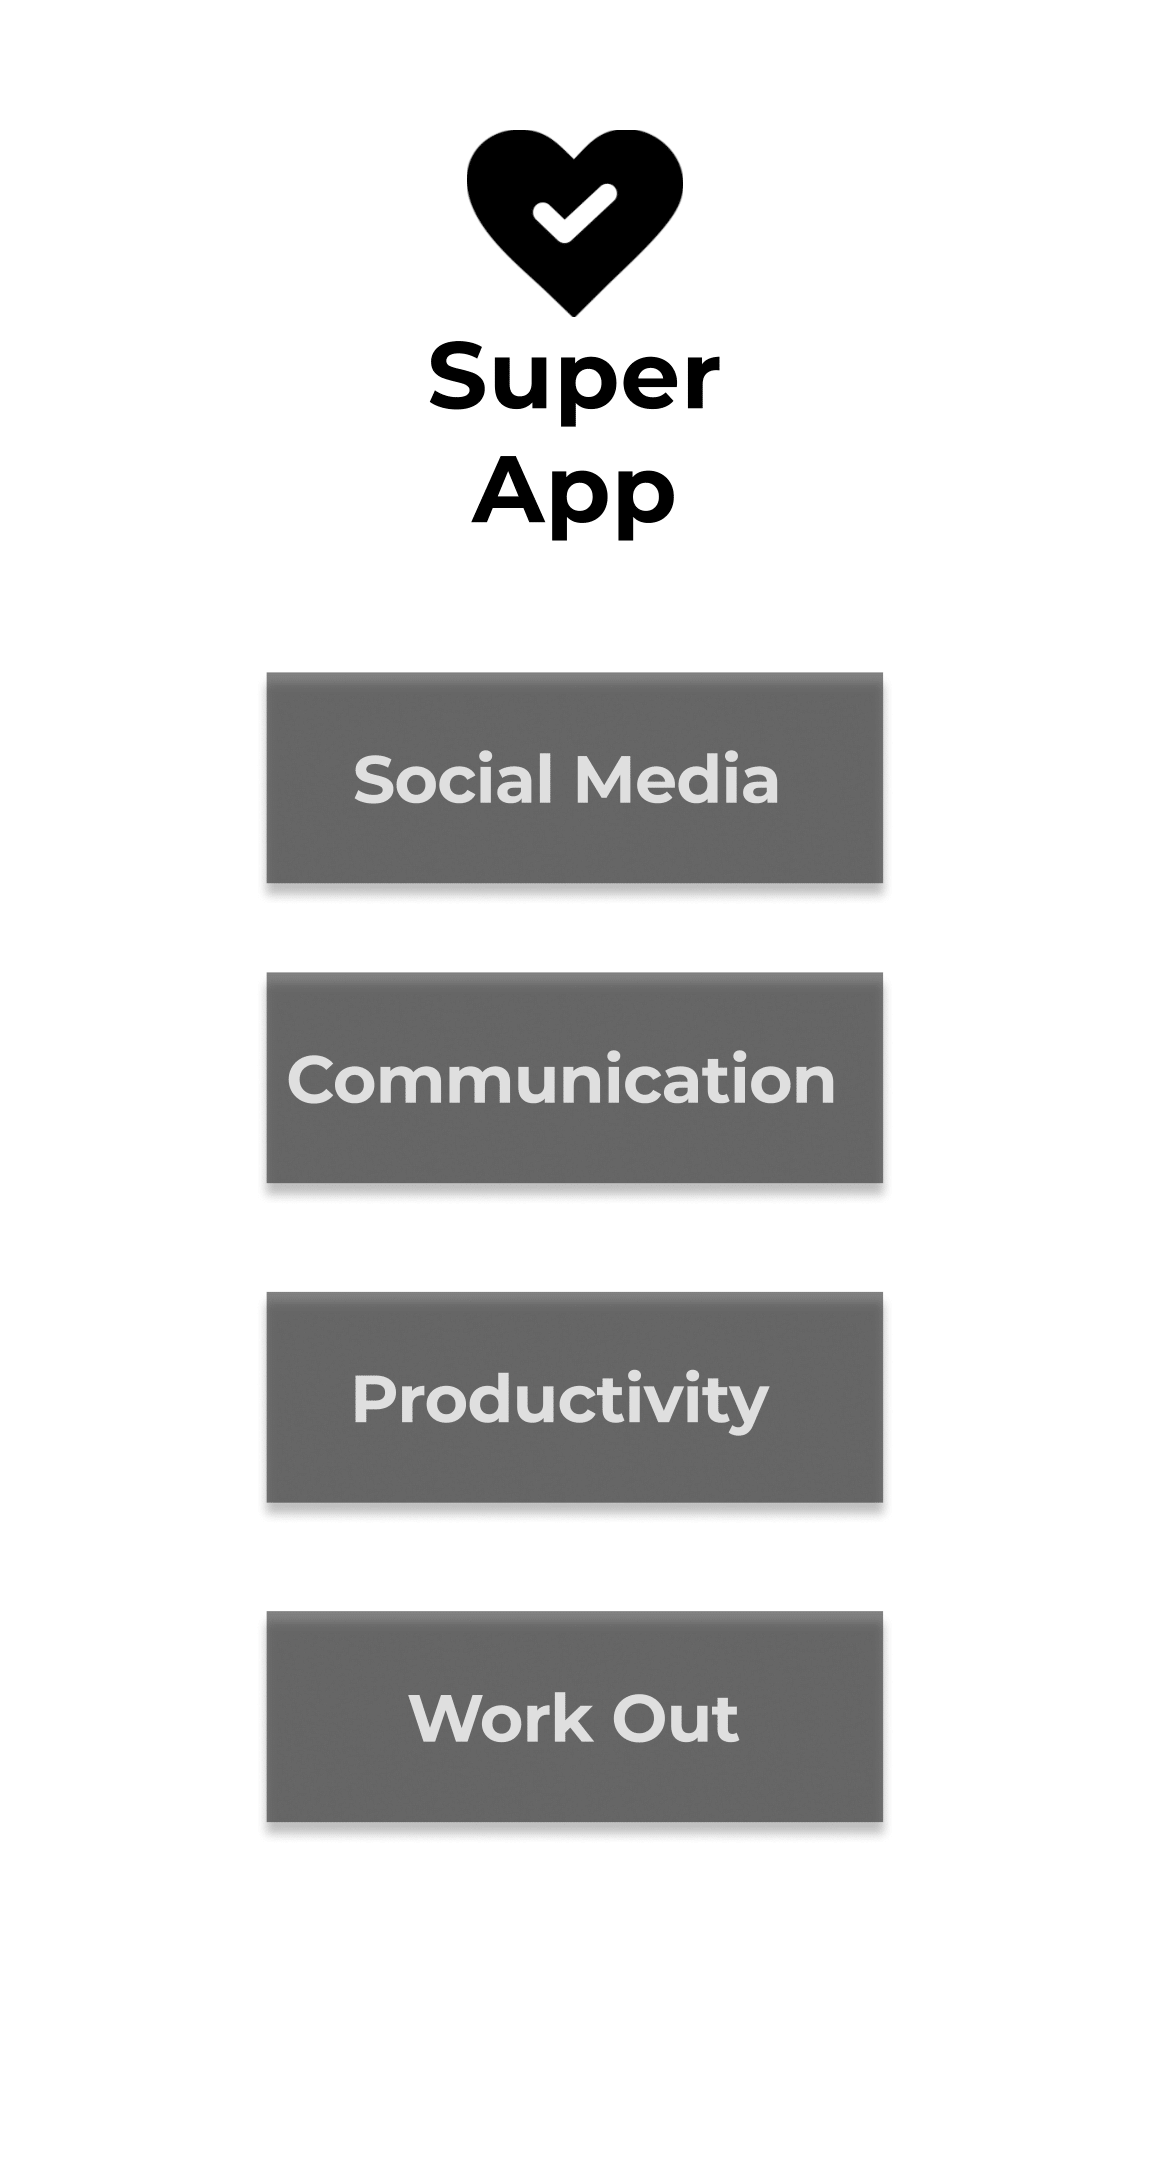 Super
App
Social Media
Communication
Productivity
Work Out